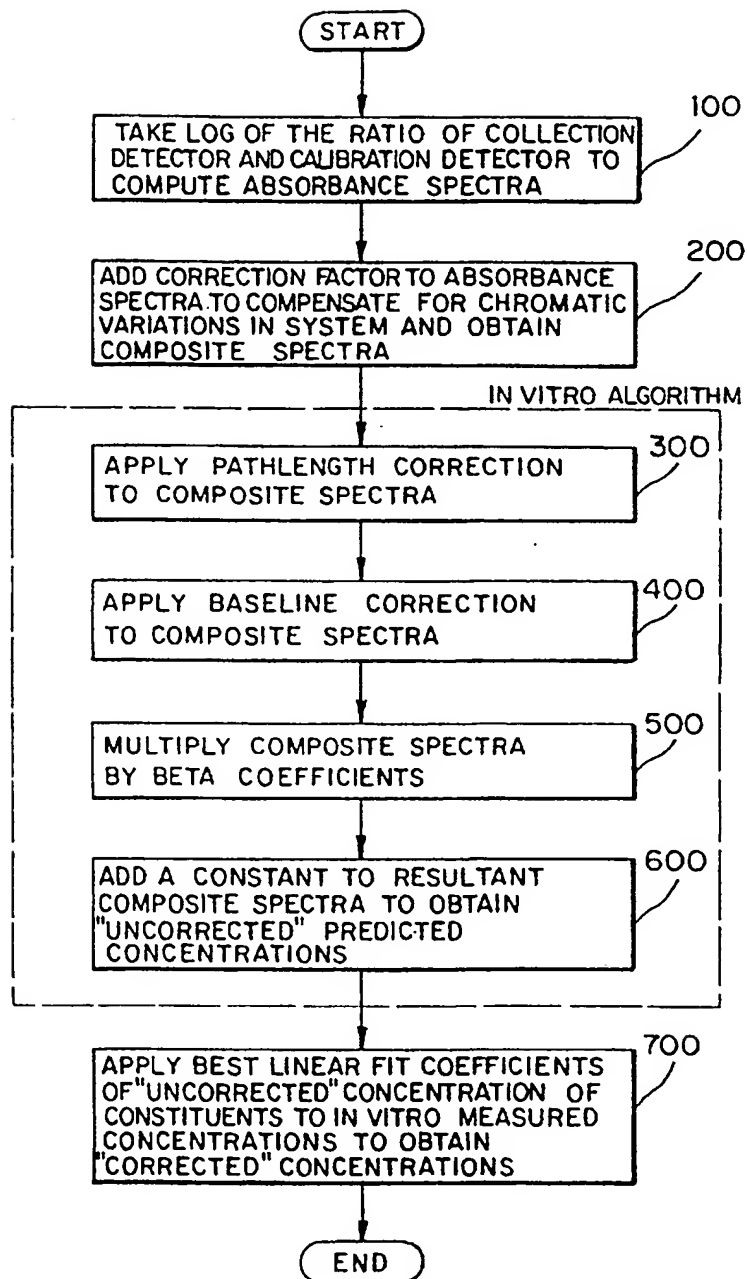 START
100
TAKE LOG OF THE RATIO OF COLLECTION
DETECTOR AND CALIBRATION DETECTOR TO
COMPUTE ABSORBANCE SPECTRA
200
ADD CORRECTION FACTOR TO ABSORBANCE
SPECTRA TO COMPENSATE FOR CHROMATIC
VARIATIONS IN SYSTEM AND OBTAIN
COMPOSITE SPECTRA
IN VITRO ALGORITHM
300
APPLY PATHLENGTH CORRECTION
TO COMPOSITE SPECTRA
400
APPLY BASELINE CORRECTION
TO COMPOSITE SPECTRA
500
MULTIPLY COMPOSITE SPECTRA
BY BETA COEFFICIENTS
600
ADD A CONSTANT TO RESULTANT
COMPOSITE SPECTRA TO OBTAIN
"UNCORRECTED" PREDICTED
CONCENTRATIONS
700
APPLY BEST LINEAR FIT COEFFICIENTS
OF "UNCORRECTED" CONCENTRATION OF
CONSTITUENTS TO IN VITRO MEASURED
CONCENTRATIONS TO OBTAIN
"CORRECTED" CONCENTRATIONS
END